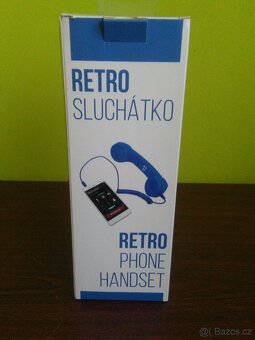 RETRO
SLUCHÁTKO
RETRO
PHONE
HANDSET
© Bazos.cz